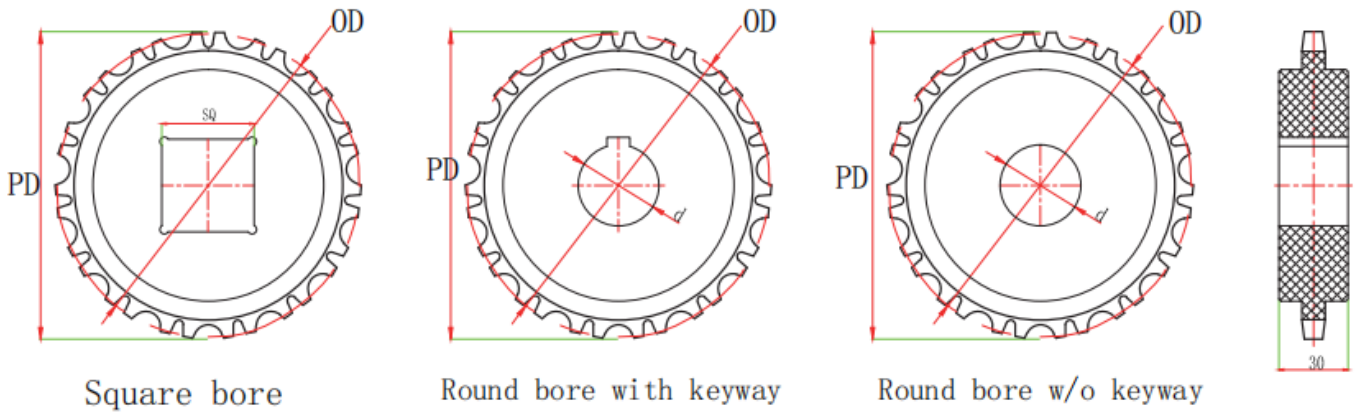 OD
SQ
PD
Square bore
OD
PD
d
Round bore with keyway
OD
PD
d
Round bore w/o keyway
30